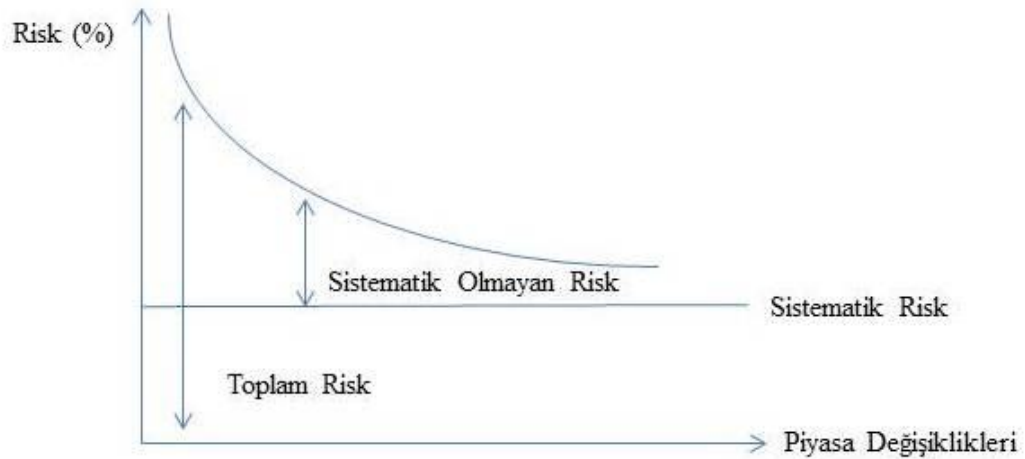 Risk (%)
Sistematik Olmayan Risk
Sistematik Risk
Toplam Risk
Piyasa Değişiklikleri